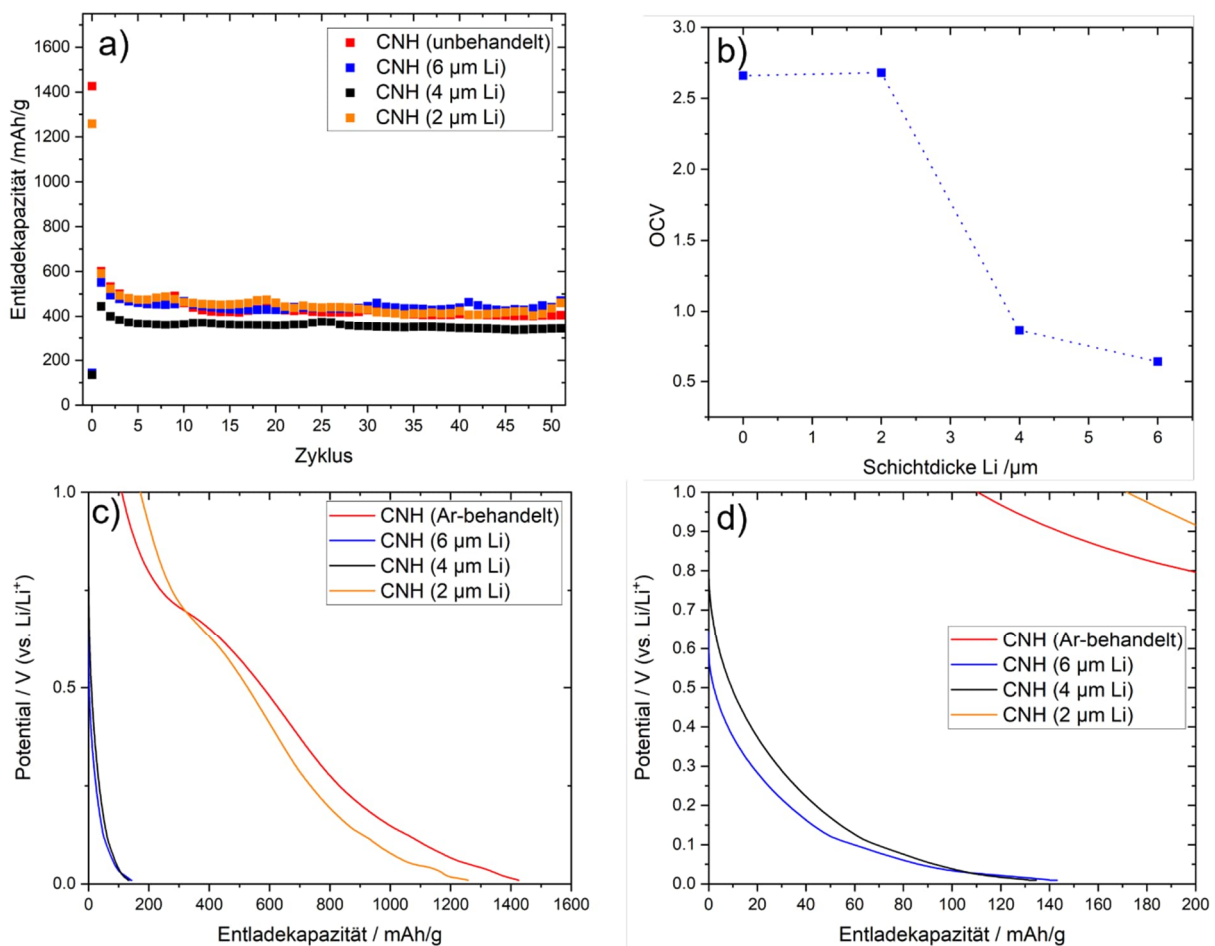 a)
CNH (unbehandelt)
CNH (6 µm Li)
CNH (4 µm Li)
CNH (2 µm Li)
Entladekapazität /mAh/g
1600
1400
1200
1000
800
600
400
200
0
0 5 10 15 20 25 30 35 40 45 50
Zyklus
b)
OCV
3.0
2.5
2.0
1.5
1.0
0.5
0 1 2 3 4 5 6
Schichtdicke Li /µm
c)
CNH (Ar-behandelt)
CNH (6 µm Li)
CNH (4 µm Li)
CNH (2 µm Li)
Potential / V (vs. Li/Li⁺)
1.0
0.5
0.0
0 200 400 600 800 1000 1200 1400 1600
Entladekapazität / mAh/g
d)
CNH (Ar-behandelt)
CNH (6 µm Li)
CNH (4 µm Li)
CNH (2 µm Li)
Potential / V (vs. Li/Li⁺)
1.0
0.9
0.8
0.7
0.6
0.5
0.4
0.3
0.2
0.1
0.0
0 20 40 60 80 100 120 140 160 180 200
Entladekapazität / mAh/g